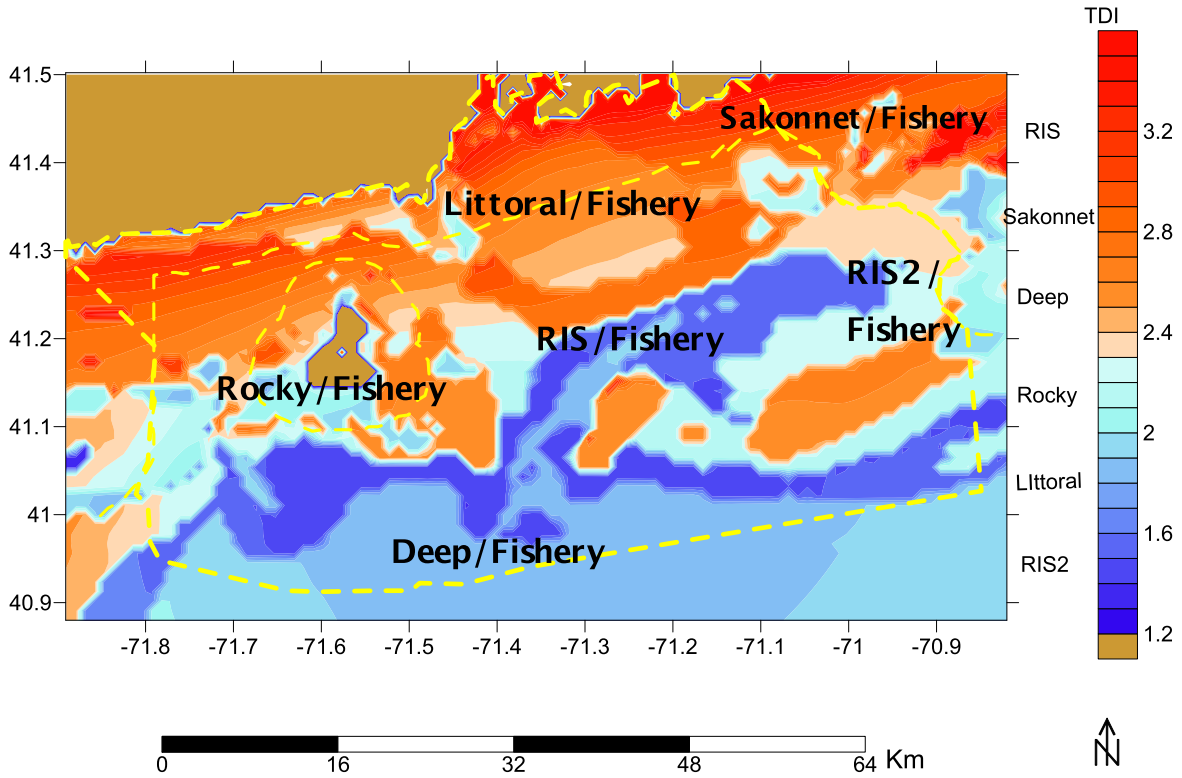 TDI
41.5
Sakonnet/Fishery
RIS
3.2
41.4
Littoral/Fishery
Sakonnet
2.8
41.3
RIS2 /
Fishery
Deep
41.2
RIS/Fishery
2.4
Rocky/Fishery
Rocky
41.1
2
LIttoral
41
Deep/Fishery
1.6
RIS2
40.9
1.2
-71.8 -71.7 -71.6 -71.5 -71.4 -71.3 -71.2 -71.1 -71 -70.9
0 16 32 48 64 Km
N